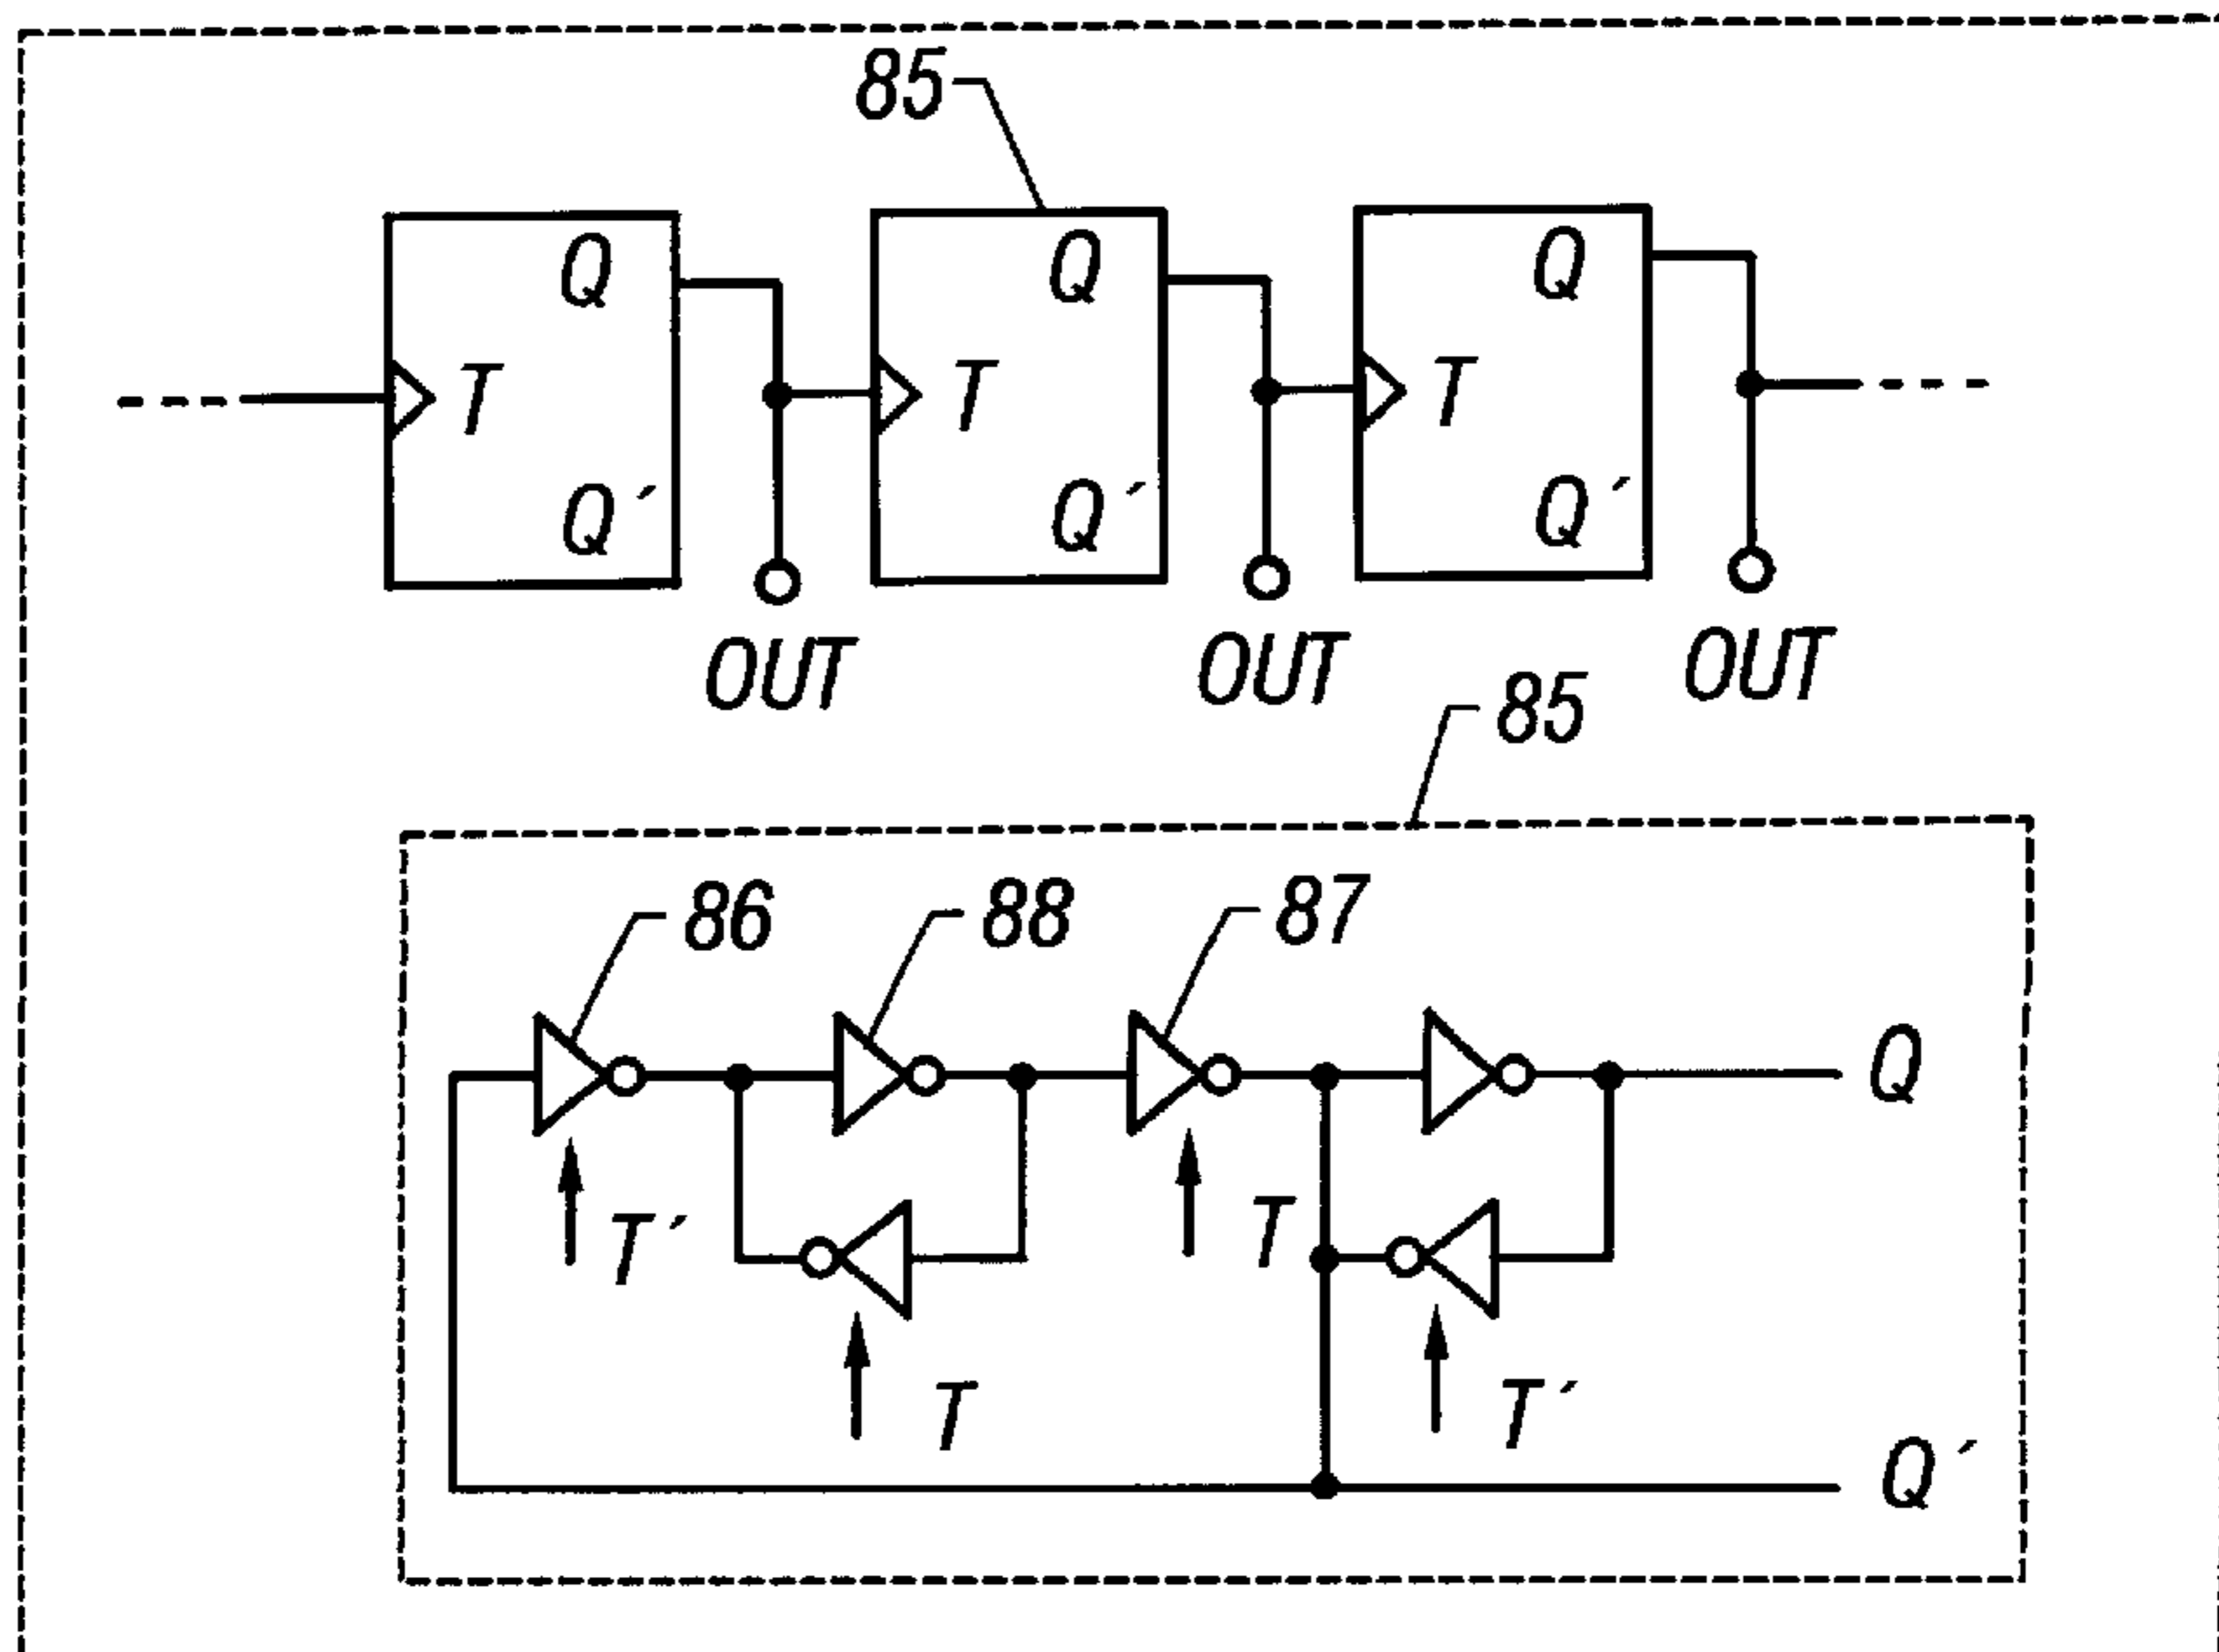 85
Q Q Q
T T T
Q′ Q′ Q′
OUT OUT OUT
85
86 88 87
Q
T′ T
T T′
Q′